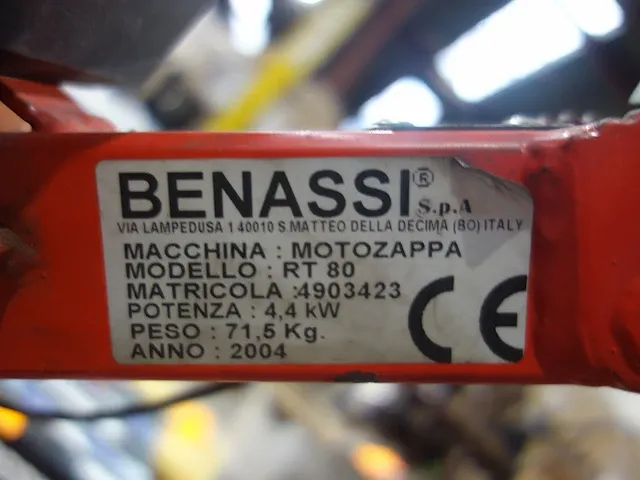 BENASSI® S.p.A
VIA LAMPEDUSA 1 40010 S.MATTEO DELLA DECIMA (BO) ITALY
MACCHINA : MOTOZAPPA
MODELLO : RT 80
MATRICOLA :4903423
POTENZA : 4,4 kW
PESO : 71,5 Kg.
ANNO : 2004
CE